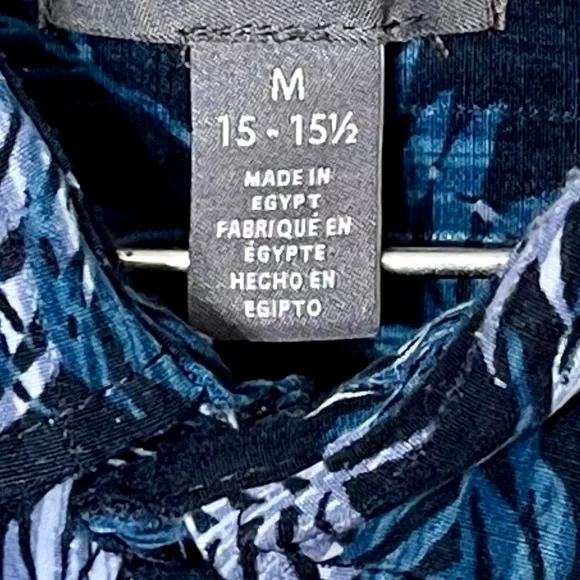 M
15 - 15½
MADE IN
EGYPT
FABRIQUÉ EN
ÉGYPTE
HECHO EN
EGIPTO